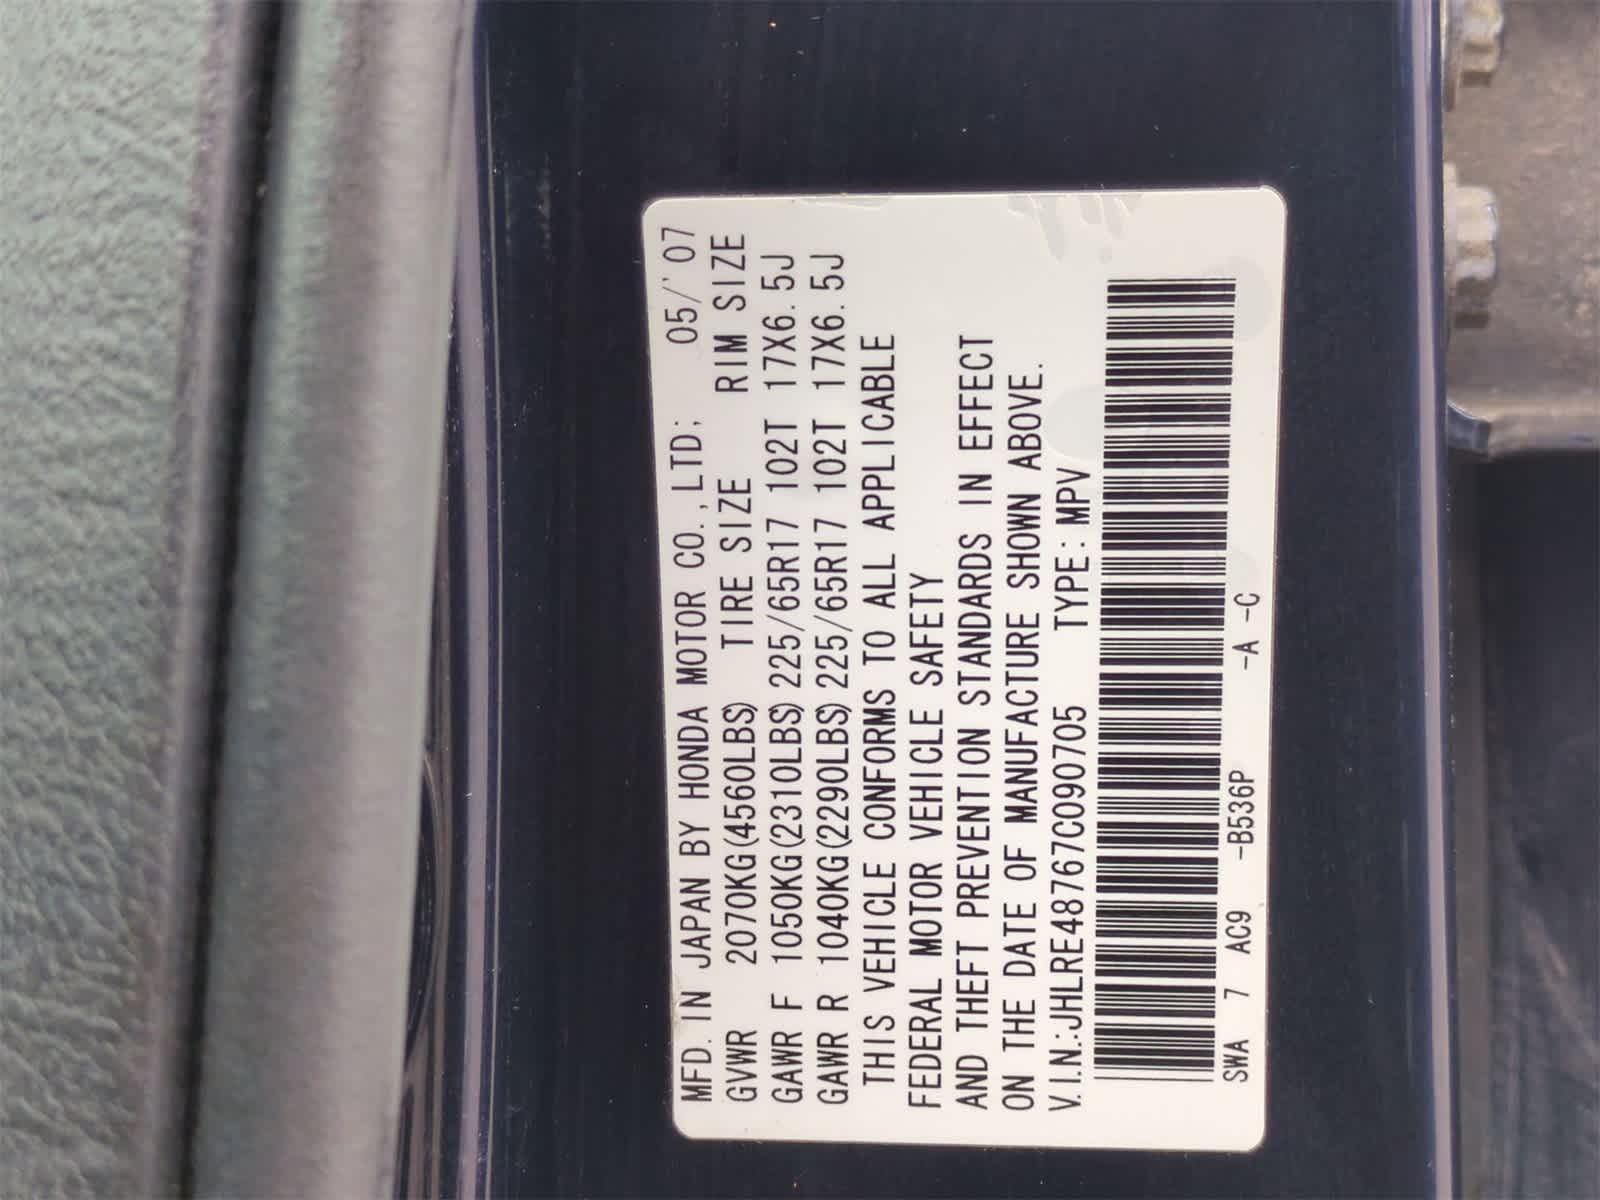 MFD. IN JAPAN BY HONDA MOTOR CO.,LTD; 05/'07
GVWR 2070KG(4560LBS) TIRE SIZE RIM SIZE
GAWR F 1050KG(2310LBS) 225/65R17 102T 17X6.5J
GAWR R 1040KG(2290LBS) 225/65R17 102T 17X6.5J
THIS VEHICLE CONFORMS TO ALL APPLICABLE
FEDERAL MOTOR VEHICLE SAFETY
AND THEFT PREVENTION STANDARDS IN EFFECT
ON THE DATE OF MANUFACTURE SHOWN ABOVE.
V.I.N.:JHLRE48767C090705 TYPE:MPV
SWA 7 AC9 -B536P -A -C